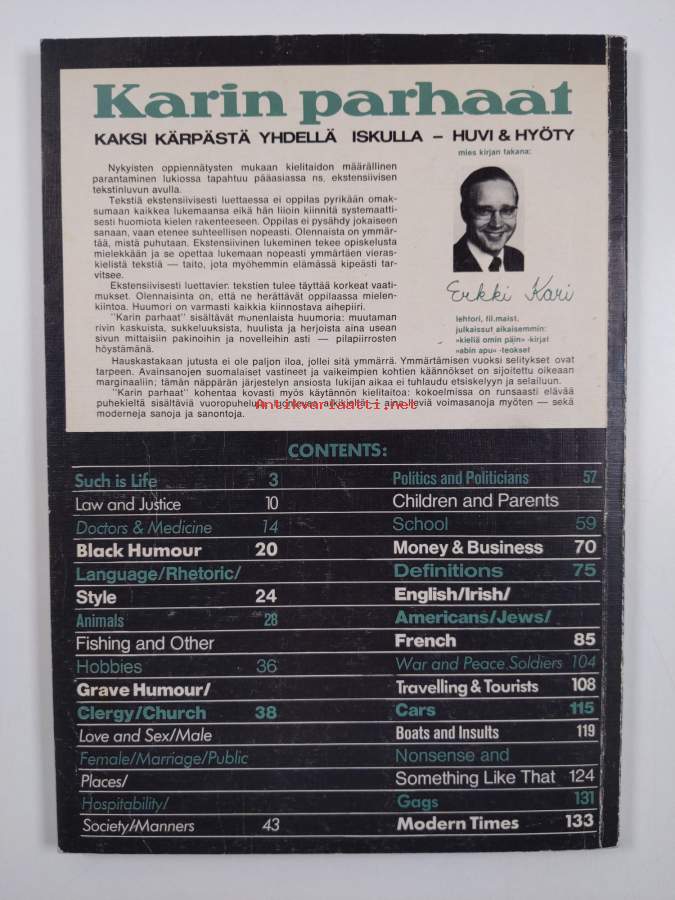 Karin parhaat
KAKSI KÄRPÄSTÄ YHDELLÄ ISKULLA – HUVI & HYÖTY
Nykyisten oppiennätysten mukaan kielitaidon määrällinen
parantaminen lukiossa tapahtuu pääasiassa ns. ekstensiivisen
tekstinluvun avulla.
Tekstiä ekstensiivisesti luettaessa ei oppilas pyrikään omak-
sumaan kaikkea lukemaansa eikä hän liioin kiinnitä systemaatti-
sesti huomiota kielen rakenteeseen. Oppilas ei pysähdy jokaiseen
sanaan, vaan etenee suhteellisen nopeasti. Olennaista on ymmär-
tää, mistä puhutaan. Ekstensiivinen lukeminen tekee opiskelusta
mielekkään ja se opettaa lukemaan nopeasti ymmärtäen vieras-
kielistä tekstiä — taito, jota myöhemmin elämässä kipeästi tar-
vitsee.
Ekstensiivisesti luettavien tekstien tulee täyttää korkeat vaati-
mukset. Olennaisinta on, että ne herättävät oppilaassa mielen-
kiintoa. Huumori on varmasti kaikkia kiinnostava aihepiiri.
"Karin parhaat" sisältävät monenlaista huumoria: muutaman
rivin kaskuista, sukkeluuksista, huulista ja herjoista aina usean
sivun mittaisiin pakinoihin ja novelleihin asti — pilapiirrosten
höystämänä.
mies kirjan takana:
Erkki Kari
lehtori, fil.maist.
julkaissut aikaisemmin:
»kieliä omin päin» -kirjat
»abin apu» -teokset
Hauskastakaan jutusta ei ole paljon iloa, jollei sitä ymmärrä. Ymmärtämisen vuoksi selitykset ovat
tarpeen. Avainsanojen suomalaiset vastineet ja vaikeimpien kohtien käännökset on sijoitettu oikeaan
marginaaliin; tämän näppärän järjestelyn ansiosta lukijan aikaa ei tuhlaudu etsiskelyyn ja selailuun.
"Karin parhaat" kohentaa kovasti myös käytännön kielitaitoa: kokoelmissa on runsaasti elävää
puhekieltä sisältäviä vuoropuheluja, aina leviä voimasanoja myöten — sekä
moderneja sanoja ja sanontoja.
Antikvariaatti.net
CONTENTS:
Such is Life 3
Law and Justice 10
Doctors & Medicine 14
Black Humour 20
Language/Rhetoric/
Style 24
Animals 28
Fishing and Other
Hobbies 36
Grave Humour/
Clergy/Church 38
Love and Sex/Male
Female/Marriage/Public
Places/
Hospitability/
Society/Manners 43
Politics and Politicians 57
Children and Parents
School 59
Money & Business 70
Definitions 75
English/Irish/
Americans/Jews/
French 85
War and Peace.Soldiers 104
Travelling & Tourists 108
Cars 115
Boats and Insults 119
Nonsense and
Something Like That 124
Gags 131
Modern Times 133